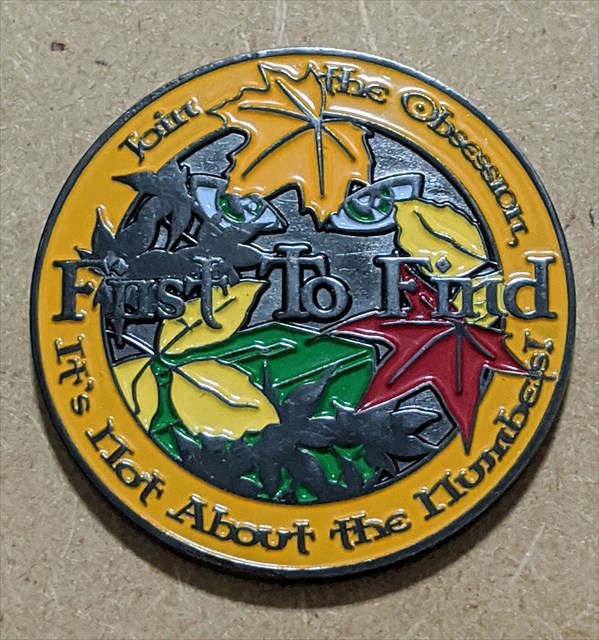 Join the Obsession,
First To Find
It's Not About the Numbers!